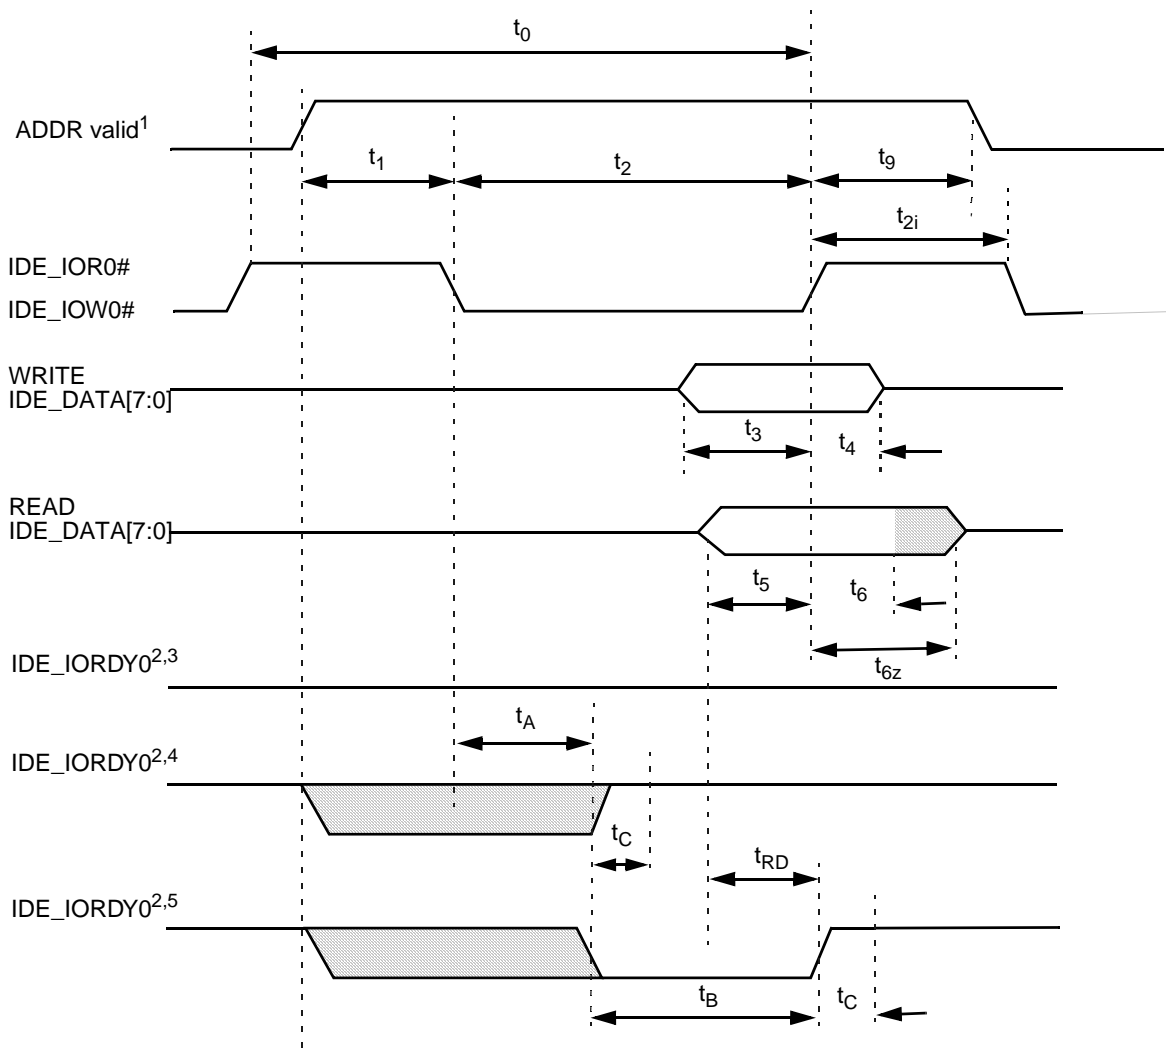 t0
ADDR valid1
t1
t2
t9
t2i
IDE_IOR0#
IDE_IOW0#
WRITE
IDE_DATA[7:0]
t3
t4
READ
IDE_DATA[7:0]
t5
t6
IDE_IORDY02,3
t6z
tA
IDE_IORDY02,4
tC
tRD
IDE_IORDY02,5
tB
tC